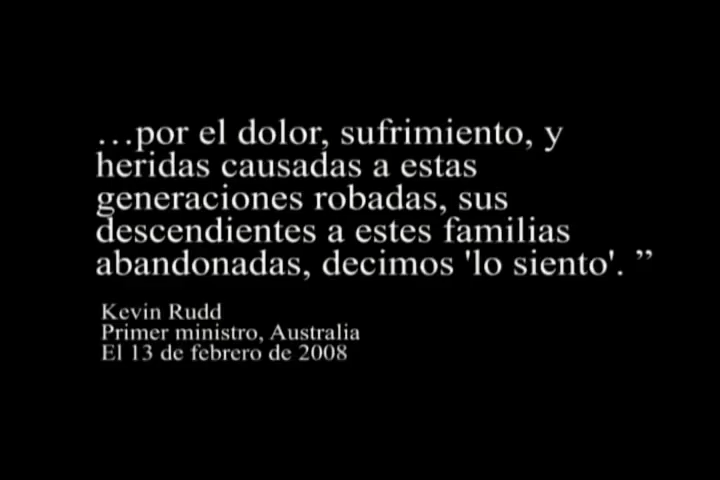 …por el dolor, sufrimiento, y
heridas causadas a estas
generaciones robadas, sus
descendientes a estes familias
abandonadas, decimos 'lo siento'. ”
Kevin Rudd
Primer ministro, Australia
El 13 de febrero de 2008